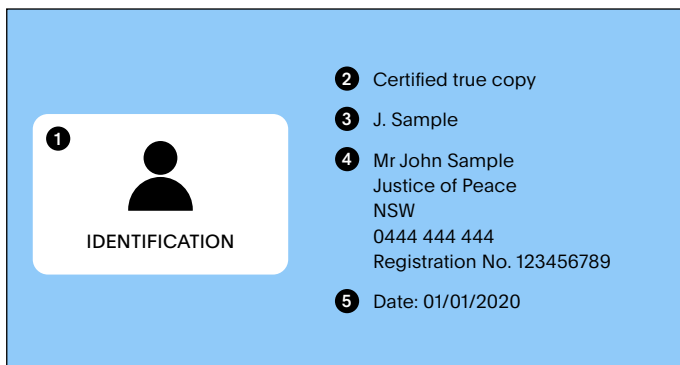 1
IDENTIFICATION
2 Certified true copy
3 J. Sample
4 Mr John Sample
Justice of Peace
NSW
0444 444 444
Registration No. 123456789
5 Date: 01/01/2020